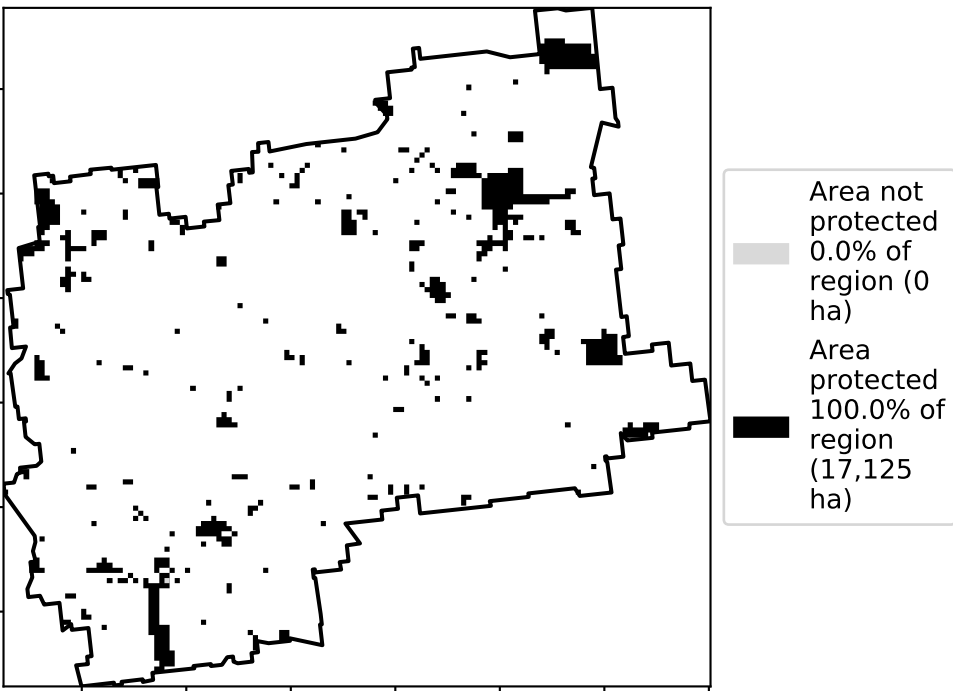 Area not
protected
0.0% of
region (0
ha)
Area
protected
100.0% of
region
(17,125
ha)